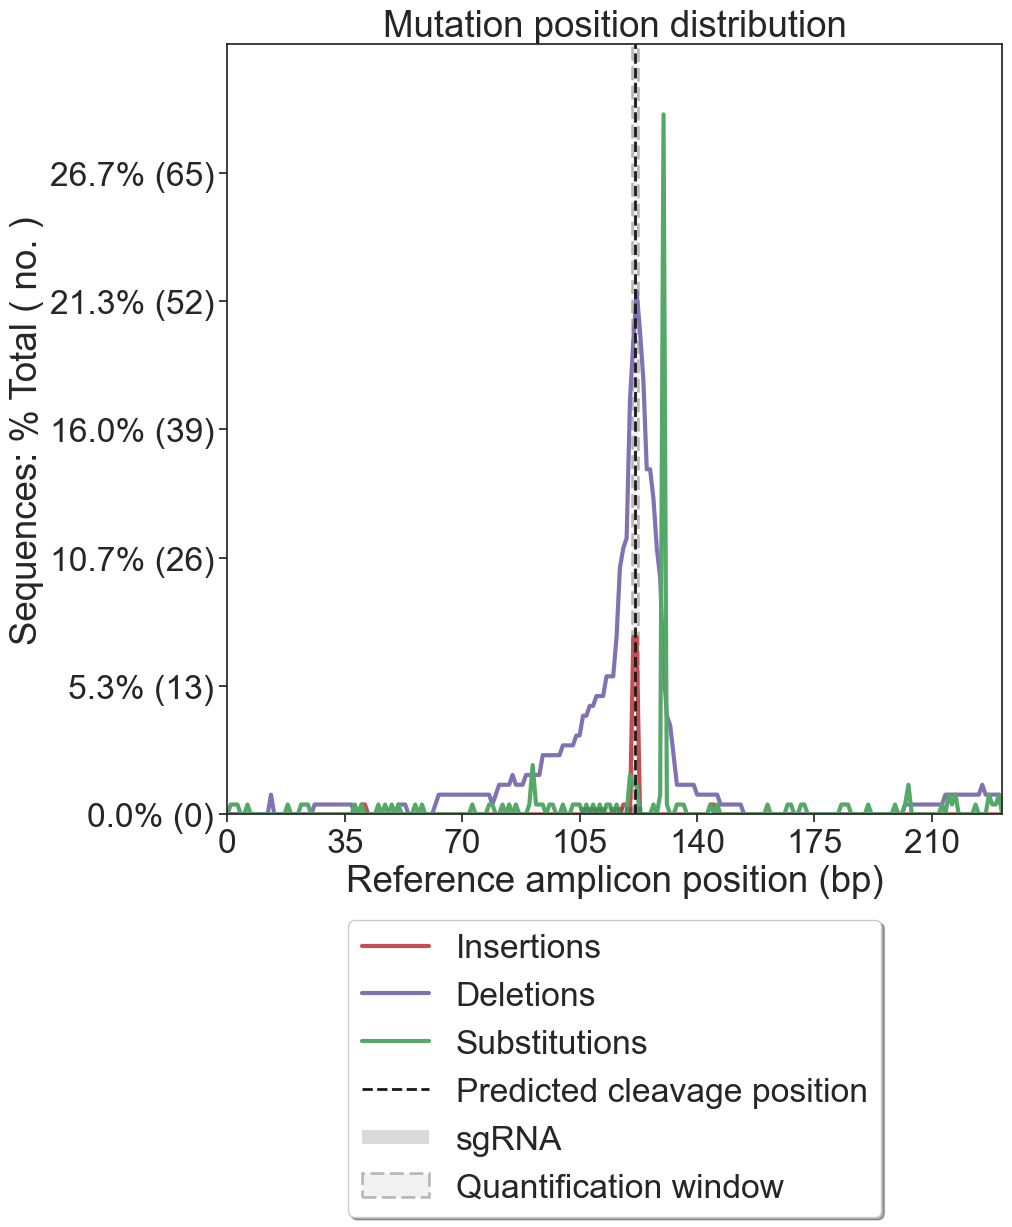 Mutation position distribution
Sequences: % Total ( no. )
26.7% (65)
21.3% (52)
16.0% (39)
10.7% (26)
5.3% (13)
0.0% (0)
0 35 70 105 140 175 210
Reference amplicon position (bp)
Insertions
Deletions
Substitutions
Predicted cleavage position
sgRNA
Quantification window